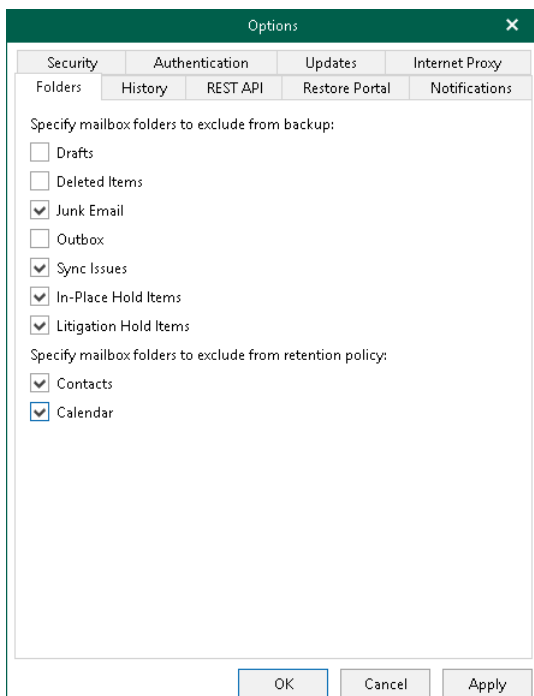 Options
Security Authentication Updates Internet Proxy
Folders History REST API Restore Portal Notifications
Specify mailbox folders to exclude from backup:
Drafts
Deleted Items
Junk Email
Outbox
Sync Issues
In-Place Hold Items
Litigation Hold Items
Specify mailbox folders to exclude from retention policy:
Contacts
Calendar
OK Cancel Apply